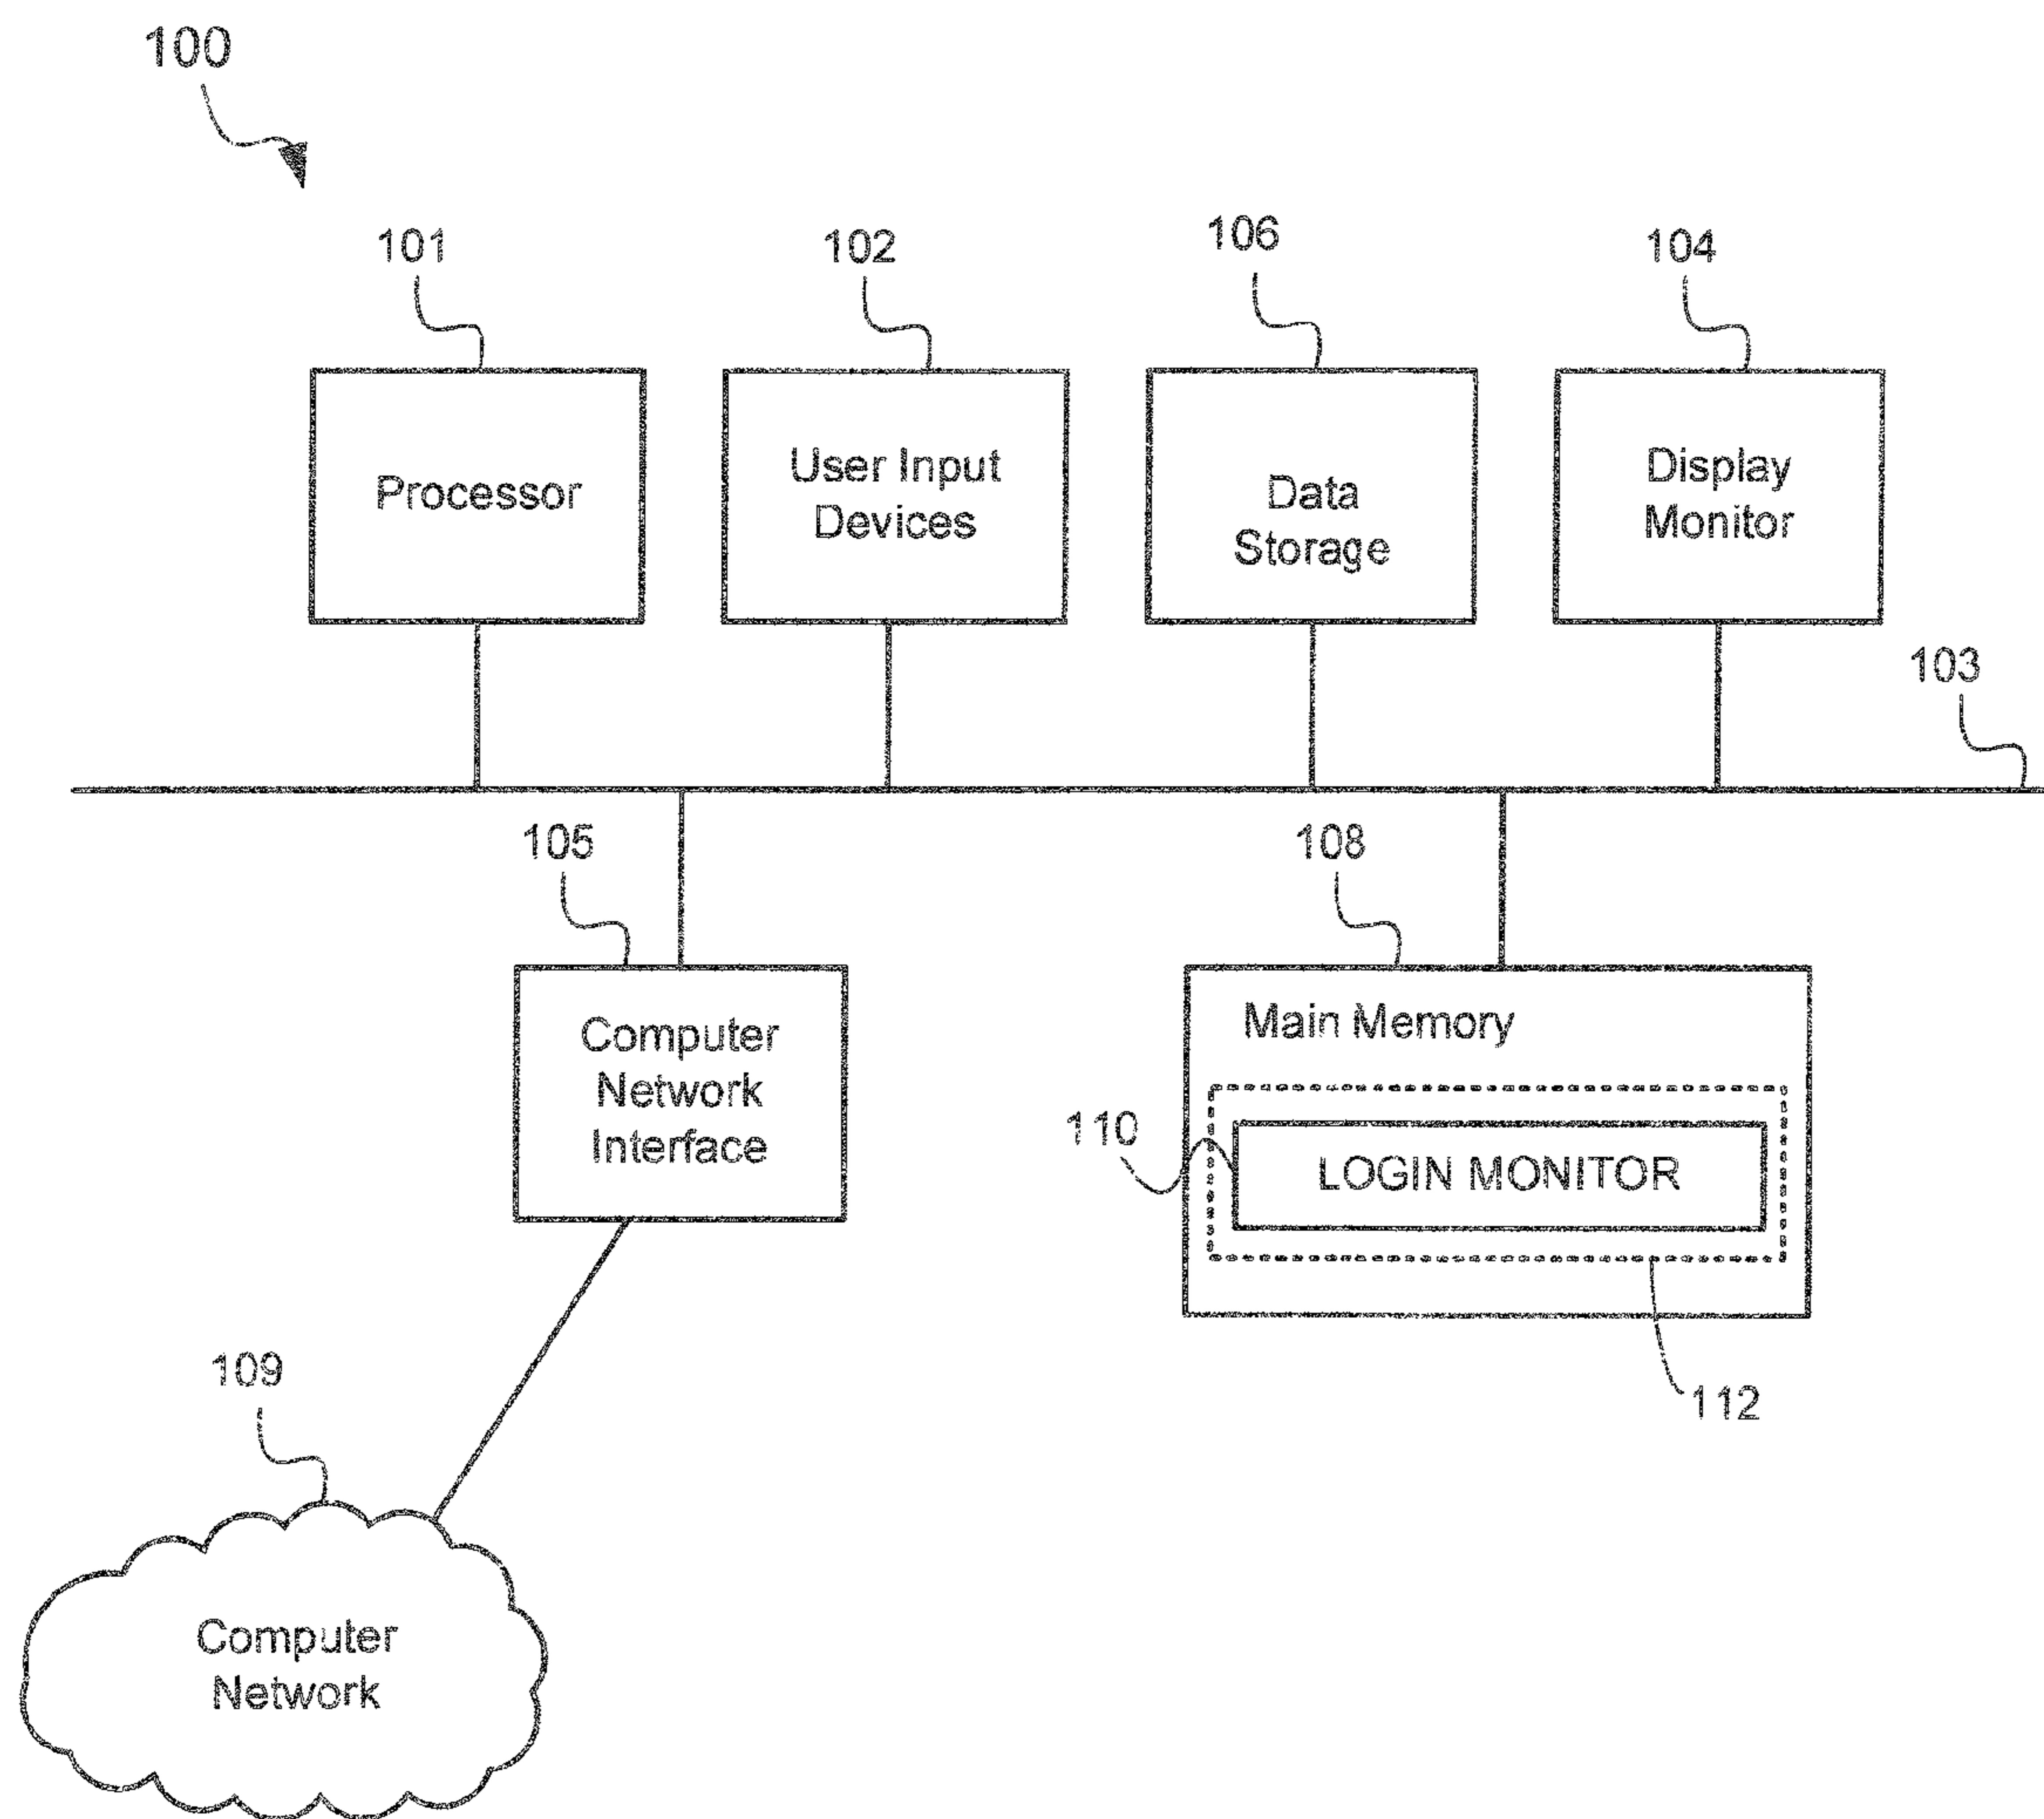 100
101
102
106
104
Processor
User Input
Devices
Data
Storage
Display
Monitor
103
105
108
Computer
Network
Interface
Main Memory
110
LOGIN MONITOR
112
109
Computer
Network